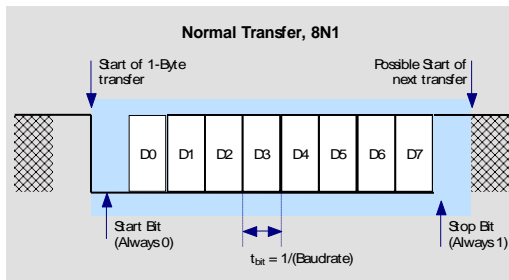 Normal Transfer, 8N1
Start of 1-Byte
transfer
Possible Start of
next transfer
D0 D1 D2 D3 D4 D5 D6 D7
Start Bit
(Always 0)
Stop Bit
(Always 1)
tbit = 1/(Baudrate)